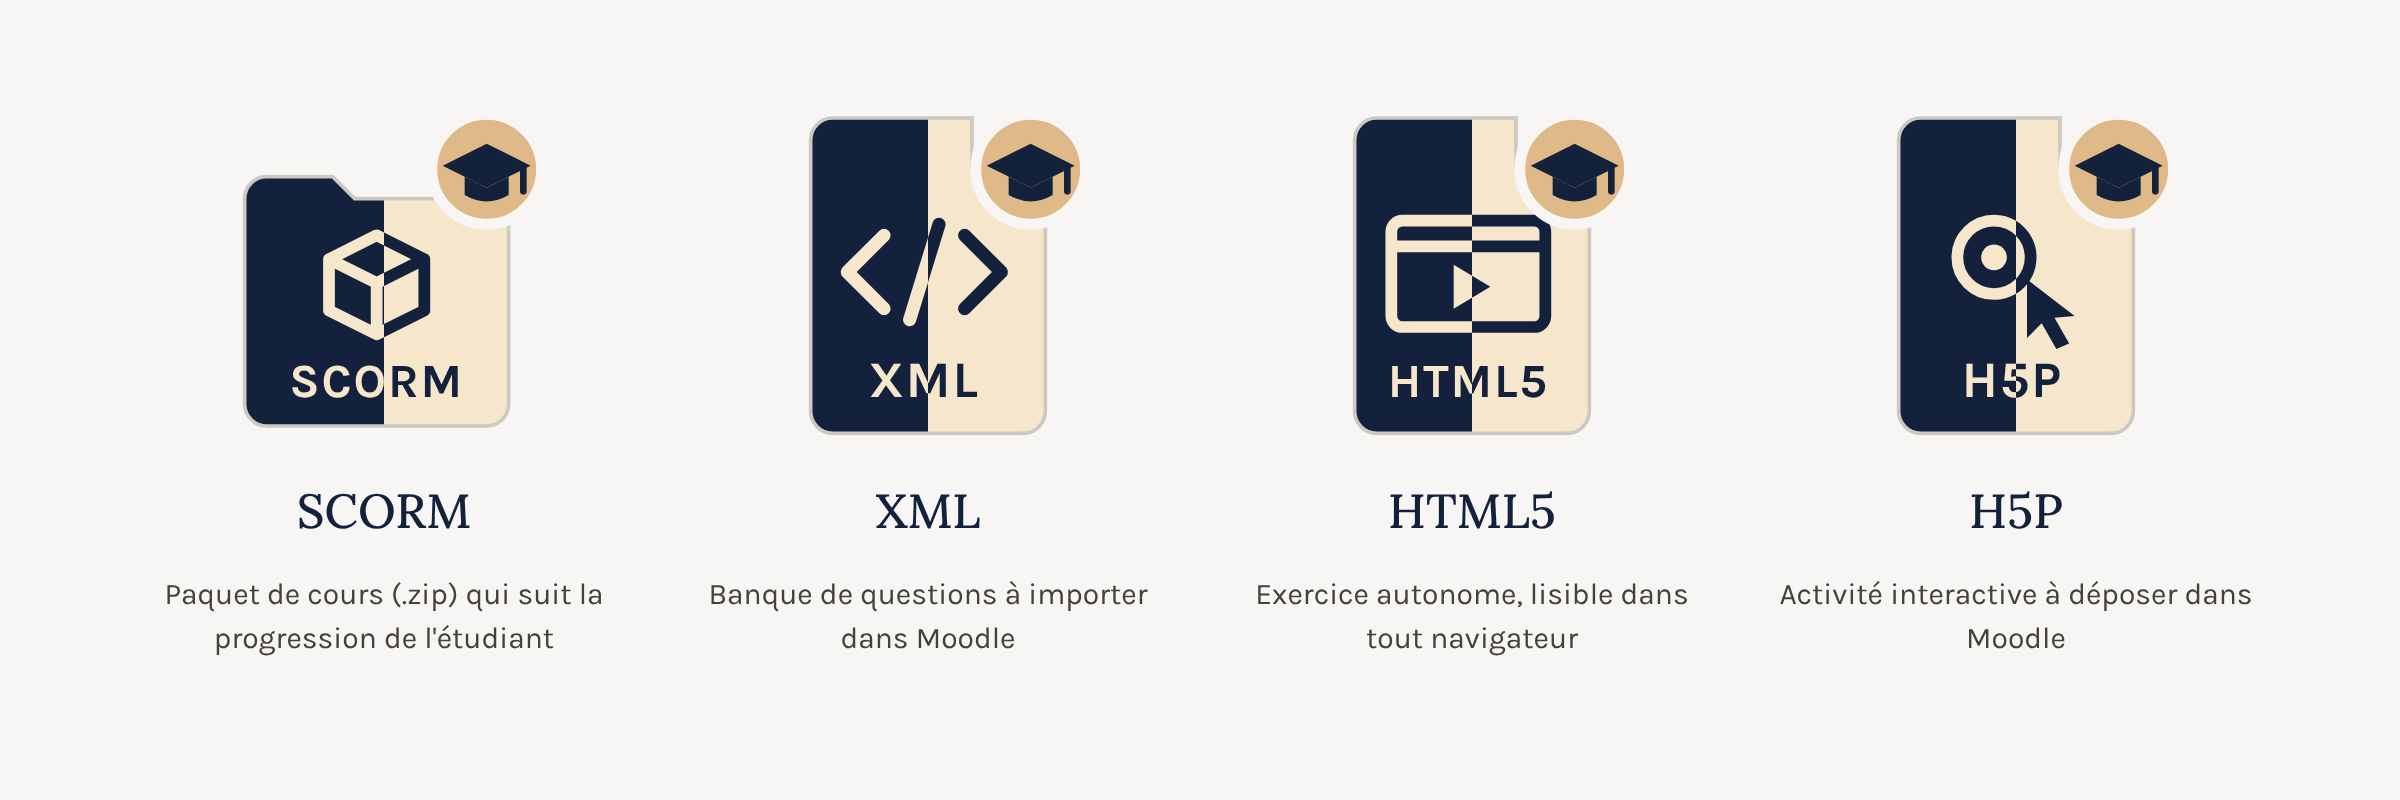 SCORM
XML
HTML5
H5P
SCORM
XML
HTML5
H5P
Paquet de cours (.zip) qui suit la
progression de l'étudiant
Banque de questions à importer
dans Moodle
Exercice autonome, lisible dans
tout navigateur
Activité interactive à déposer dans
Moodle